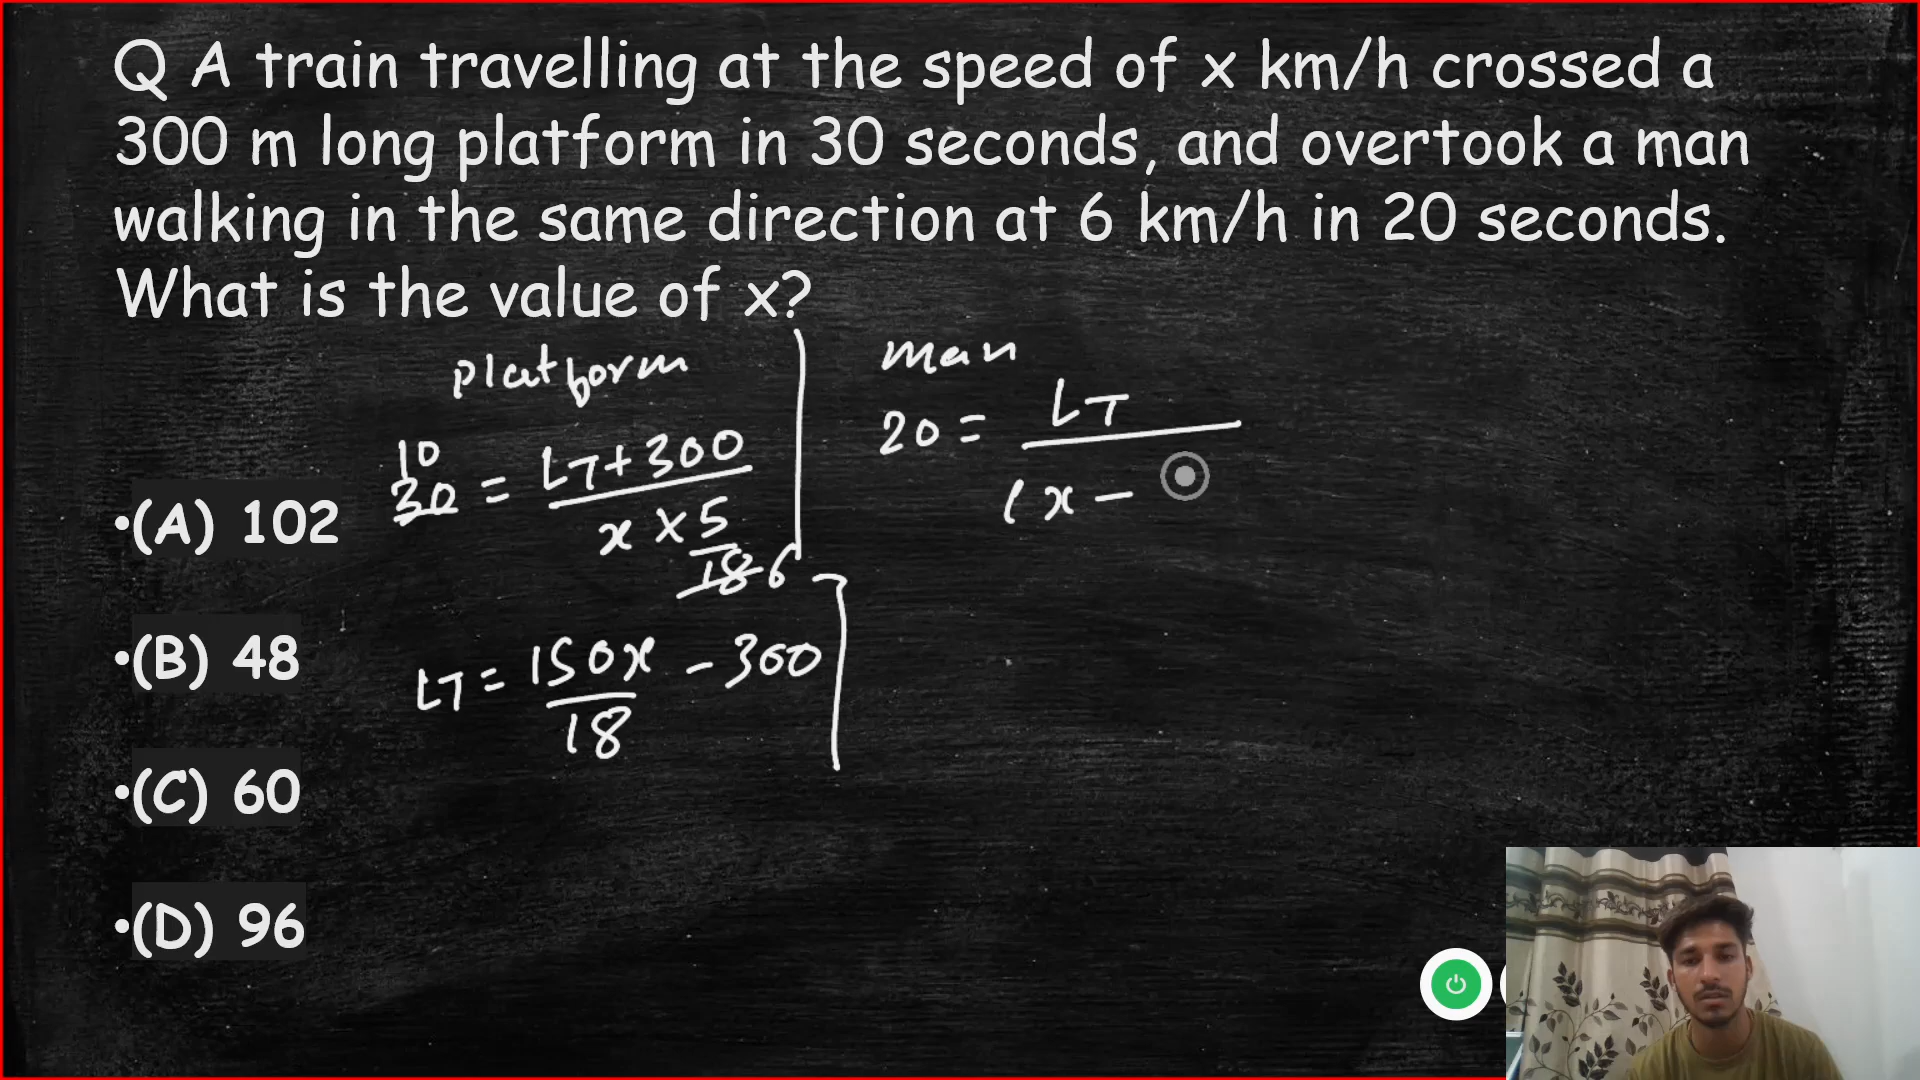 Q A train travelling at the speed of x km/h crossed a
300 m long platform in 30 seconds, and overtook a man
walking in the same direction at 6 km/h in 20 seconds.
What is the value of x?
platform
10
30 = LT+300
x × 5
18 6
LT = 150x - 300
18
man
20 = LT
(x -
•(A) 102
•(B) 48
•(C) 60
•(D) 96